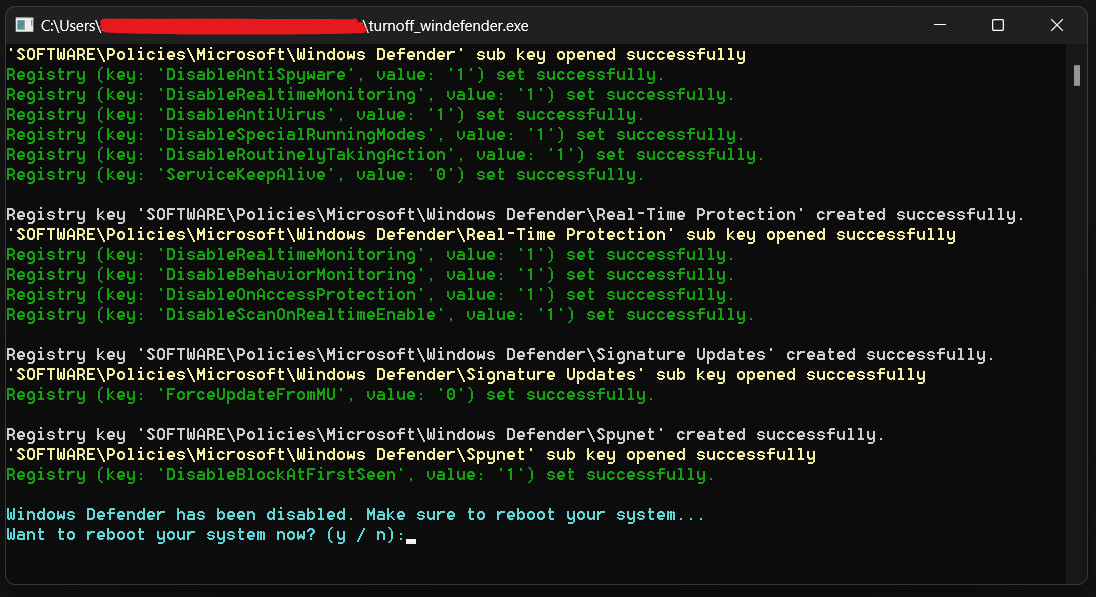 C:\Users\ \turnoff_windefender.exe
'SOFTWARE\Policies\Microsoft\Windows Defender' sub key opened successfully
Registry (key: 'DisableAntiSpyware', value: '1') set successfully.
Registry (key: 'DisableRealtimeMonitoring', value: '1') set successfully.
Registry (key: 'DisableAntiVirus', value: '1') set successfully.
Registry (key: 'DisableSpecialRunningModes', value: '1') set successfully.
Registry (key: 'DisableRoutinelyTakingAction', value: '1') set successfully.
Registry (key: 'ServiceKeepAlive', value: '0') set successfully.
Registry key 'SOFTWARE\Policies\Microsoft\Windows Defender\Real-Time Protection' created successfully.
'SOFTWARE\Policies\Microsoft\Windows Defender\Real-Time Protection' sub key opened successfully
Registry (key: 'DisableRealtimeMonitoring', value: '1') set successfully.
Registry (key: 'DisableBehaviorMonitoring', value: '1') set successfully.
Registry (key: 'DisableOnAccessProtection', value: '1') set successfully.
Registry (key: 'DisableScanOnRealtimeEnable', value: '1') set successfully.
Registry key 'SOFTWARE\Policies\Microsoft\Windows Defender\Signature Updates' created successfully.
'SOFTWARE\Policies\Microsoft\Windows Defender\Signature Updates' sub key opened successfully
Registry (key: 'ForceUpdateFromMU', value: '0') set successfully.
Registry key 'SOFTWARE\Policies\Microsoft\Windows Defender\Spynet' created successfully.
'SOFTWARE\Policies\Microsoft\Windows Defender\Spynet' sub key opened successfully
Registry (key: 'DisableBlockAtFirstSeen', value: '1') set successfully.
Windows Defender has been disabled. Make sure to reboot your system...
Want to reboot your system now? (y / n):